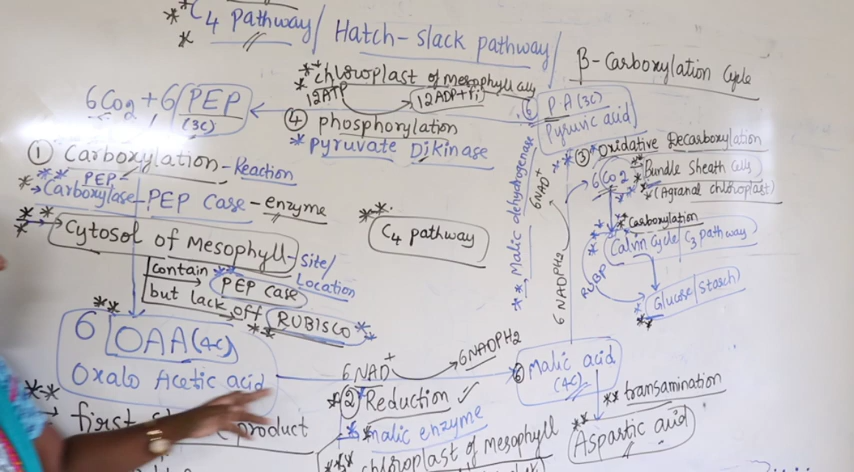 C4 pathway/ Hatch-slack pathway/
β-Carboxylation Cycle
**chloroplast of mesophyll cells
12ATP 12ADP+Pi
6Co2 + 6 PEP
(3C)
④ phosphorylation
*Pyruvate Dikinase
6 P A (3C)
Pyruvic acid
① Carboxylation-Reaction
** PEP
*→Carboxylase-PEP Case-enzyme
**→Cytosol of Mesophyll-Site/
Location
contain → PEP Case
but lack off RUBISCO
C4 pathway
**Malic dehydrogenase
6NAD+
6 NADPH2
**③*Oxidative Decarboxylation
6Co2 *Bundle Sheath Cells
*(Agranal chloroplast)
*Carboxylation
Calvin Cycle/C3 pathway
RUBP
Glucose/Starch
6 OAA(4C)
Oxalo Acetic acid
6NAD+ → 6NADPH2
*②*Reduction
*malic enzyme
*** chloroplast of mesophyll
6 Malic acid
(4C)
** transamination
**
Aspastic acid
**
→ first product